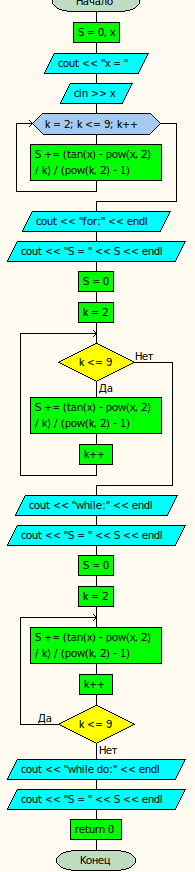 Начало
S = 0, x
cout << "x = "
cin >> x
k = 2; k <= 9; k++
S += (tan(x) - pow(x, 2)
/ k) / (pow(k, 2) - 1)
cout << "for:" << endl
cout << "S = " << S << endl
S = 0
k = 2
k <= 9
Нет
Да
S += (tan(x) - pow(x, 2)
/ k) / (pow(k, 2) - 1)
k++
cout << "while:" << endl
cout << "S = " << S << endl
S = 0
k = 2
S += (tan(x) - pow(x, 2)
/ k) / (pow(k, 2) - 1)
k++
Да
k <= 9
Нет
cout << "while do:" << endl
cout << "S = " << S << endl
return 0
Конец